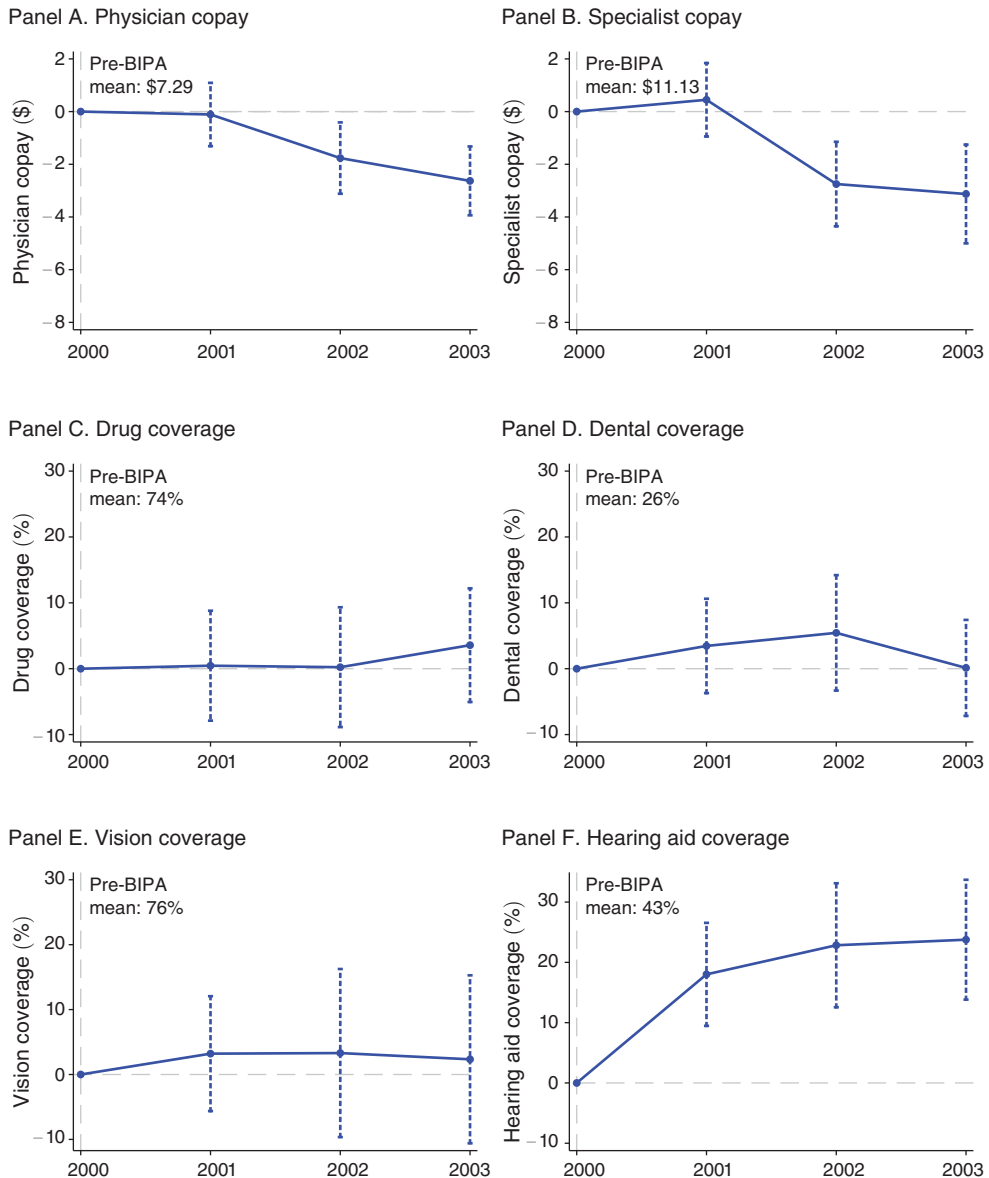 Panel A. Physician copay
Pre-BIPA
mean: $7.29
Physician copay ($)
2
0
−2
−4
−6
−8
2000 2001 2002 2003
Panel B. Specialist copay
Pre-BIPA
mean: $11.13
Specialist copay ($)
2
0
−2
−4
−6
−8
2000 2001 2002 2003
Panel C. Drug coverage
Pre-BIPA
mean: 74%
Drug coverage (%)
30
20
10
0
−10
2000 2001 2002 2003
Panel D. Dental coverage
Pre-BIPA
mean: 26%
Dental coverage (%)
30
20
10
0
−10
2000 2001 2002 2003
Panel E. Vision coverage
Pre-BIPA
mean: 76%
Vision coverage (%)
30
20
10
0
−10
2000 2001 2002 2003
Panel F. Hearing aid coverage
Pre-BIPA
mean: 43%
Hearing aid coverage (%)
30
20
10
0
−10
2000 2001 2002 2003